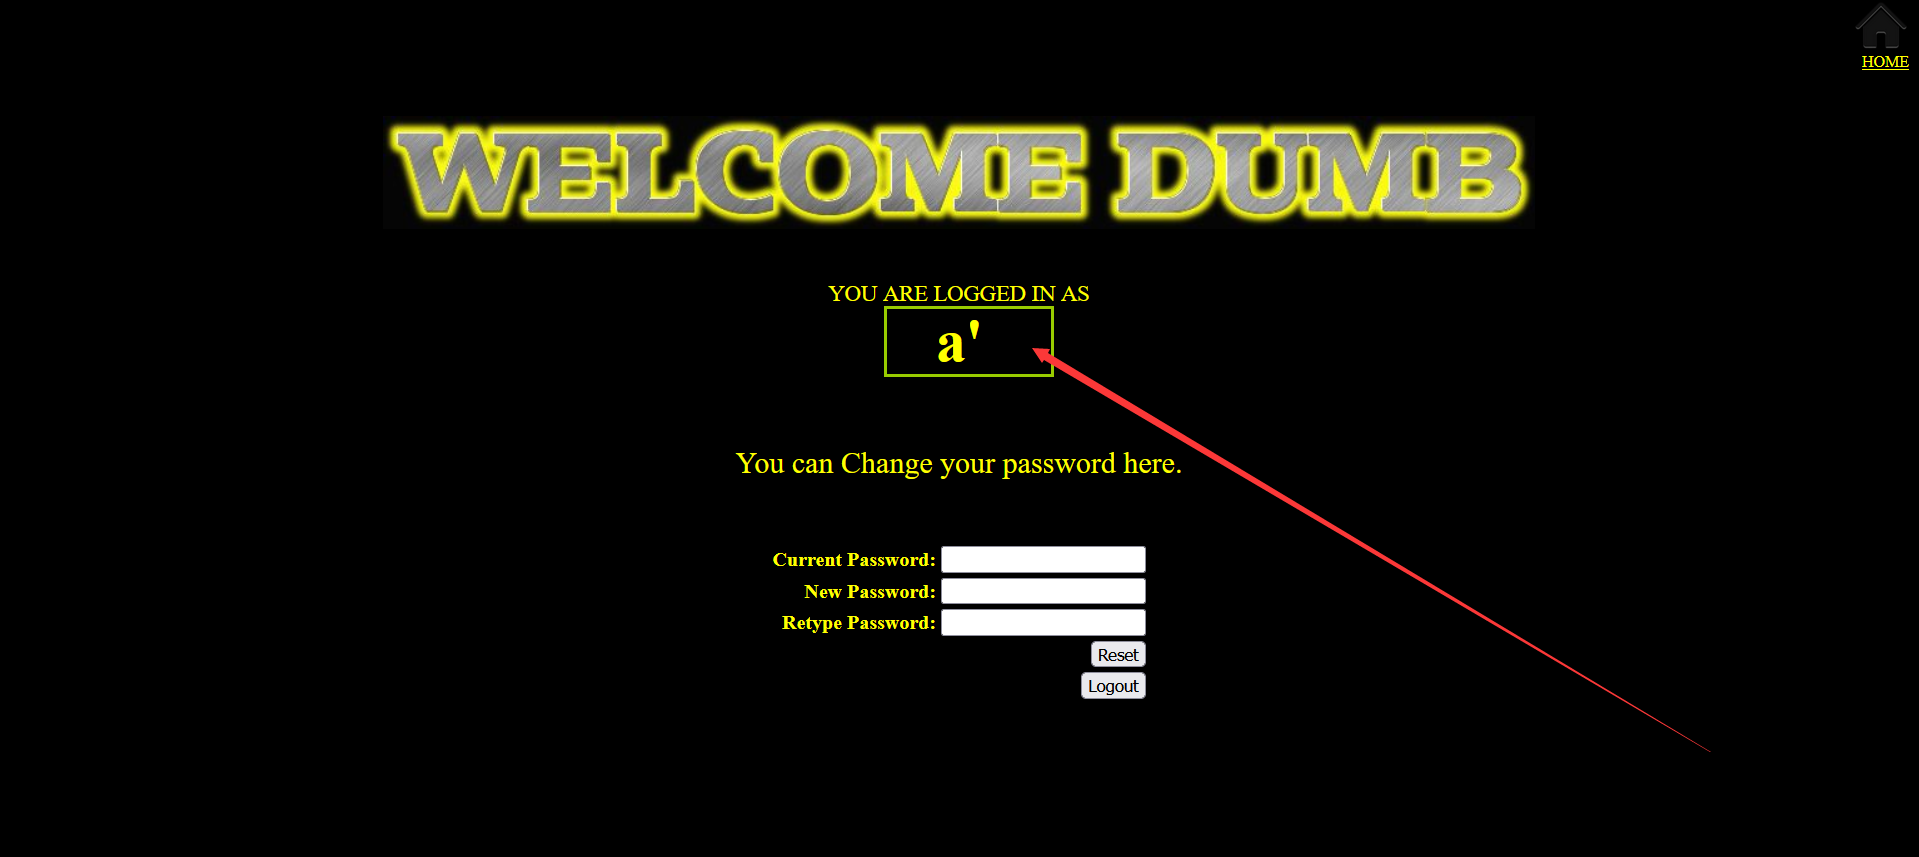 HOME
WELCOME DUMB
YOU ARE LOGGED IN AS
a'
You can Change your password here.
Current Password:
New Password:
Retype Password:
Reset
Logout